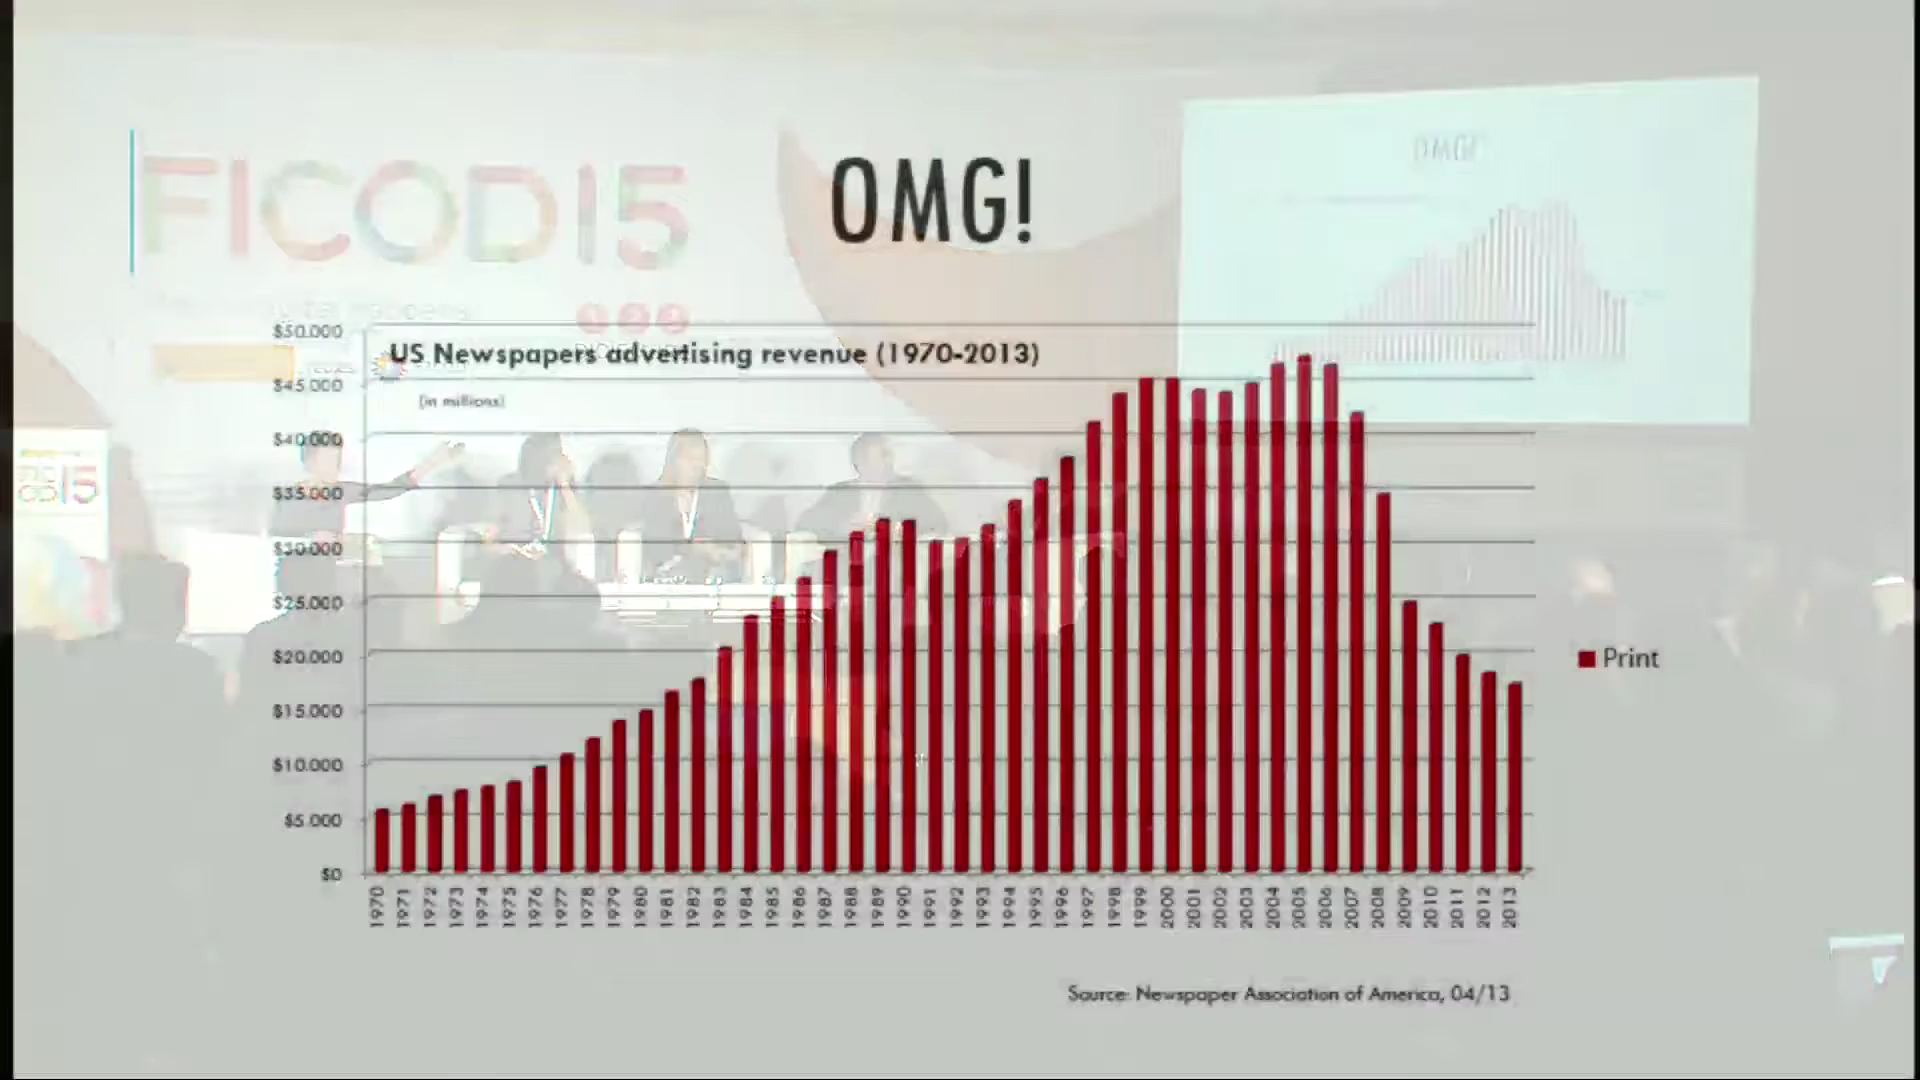 FICOD15
OMG!
OMG!
US Newspapers advertising revenue (1970-2013)
(in millions)
$50.000
$45.000
$40.000
$35.000
$30.000
$25.000
$20.000
$15.000
$10.000
$5.000
$0
FIC
OD15
Print
1970 1971 1972 1973 1974 1975 1976 1977 1978 1979 1980 1981 1982 1983 1984 1985 1986 1987 1988 1989 1990 1991 1992 1993 1994 1995 1996 1997 1998 1999 2000 2001 2002 2003 2004 2005 2006 2007 2008 2009 2010 2011 2012 2013
Source: Newspaper Association of America, 04/13